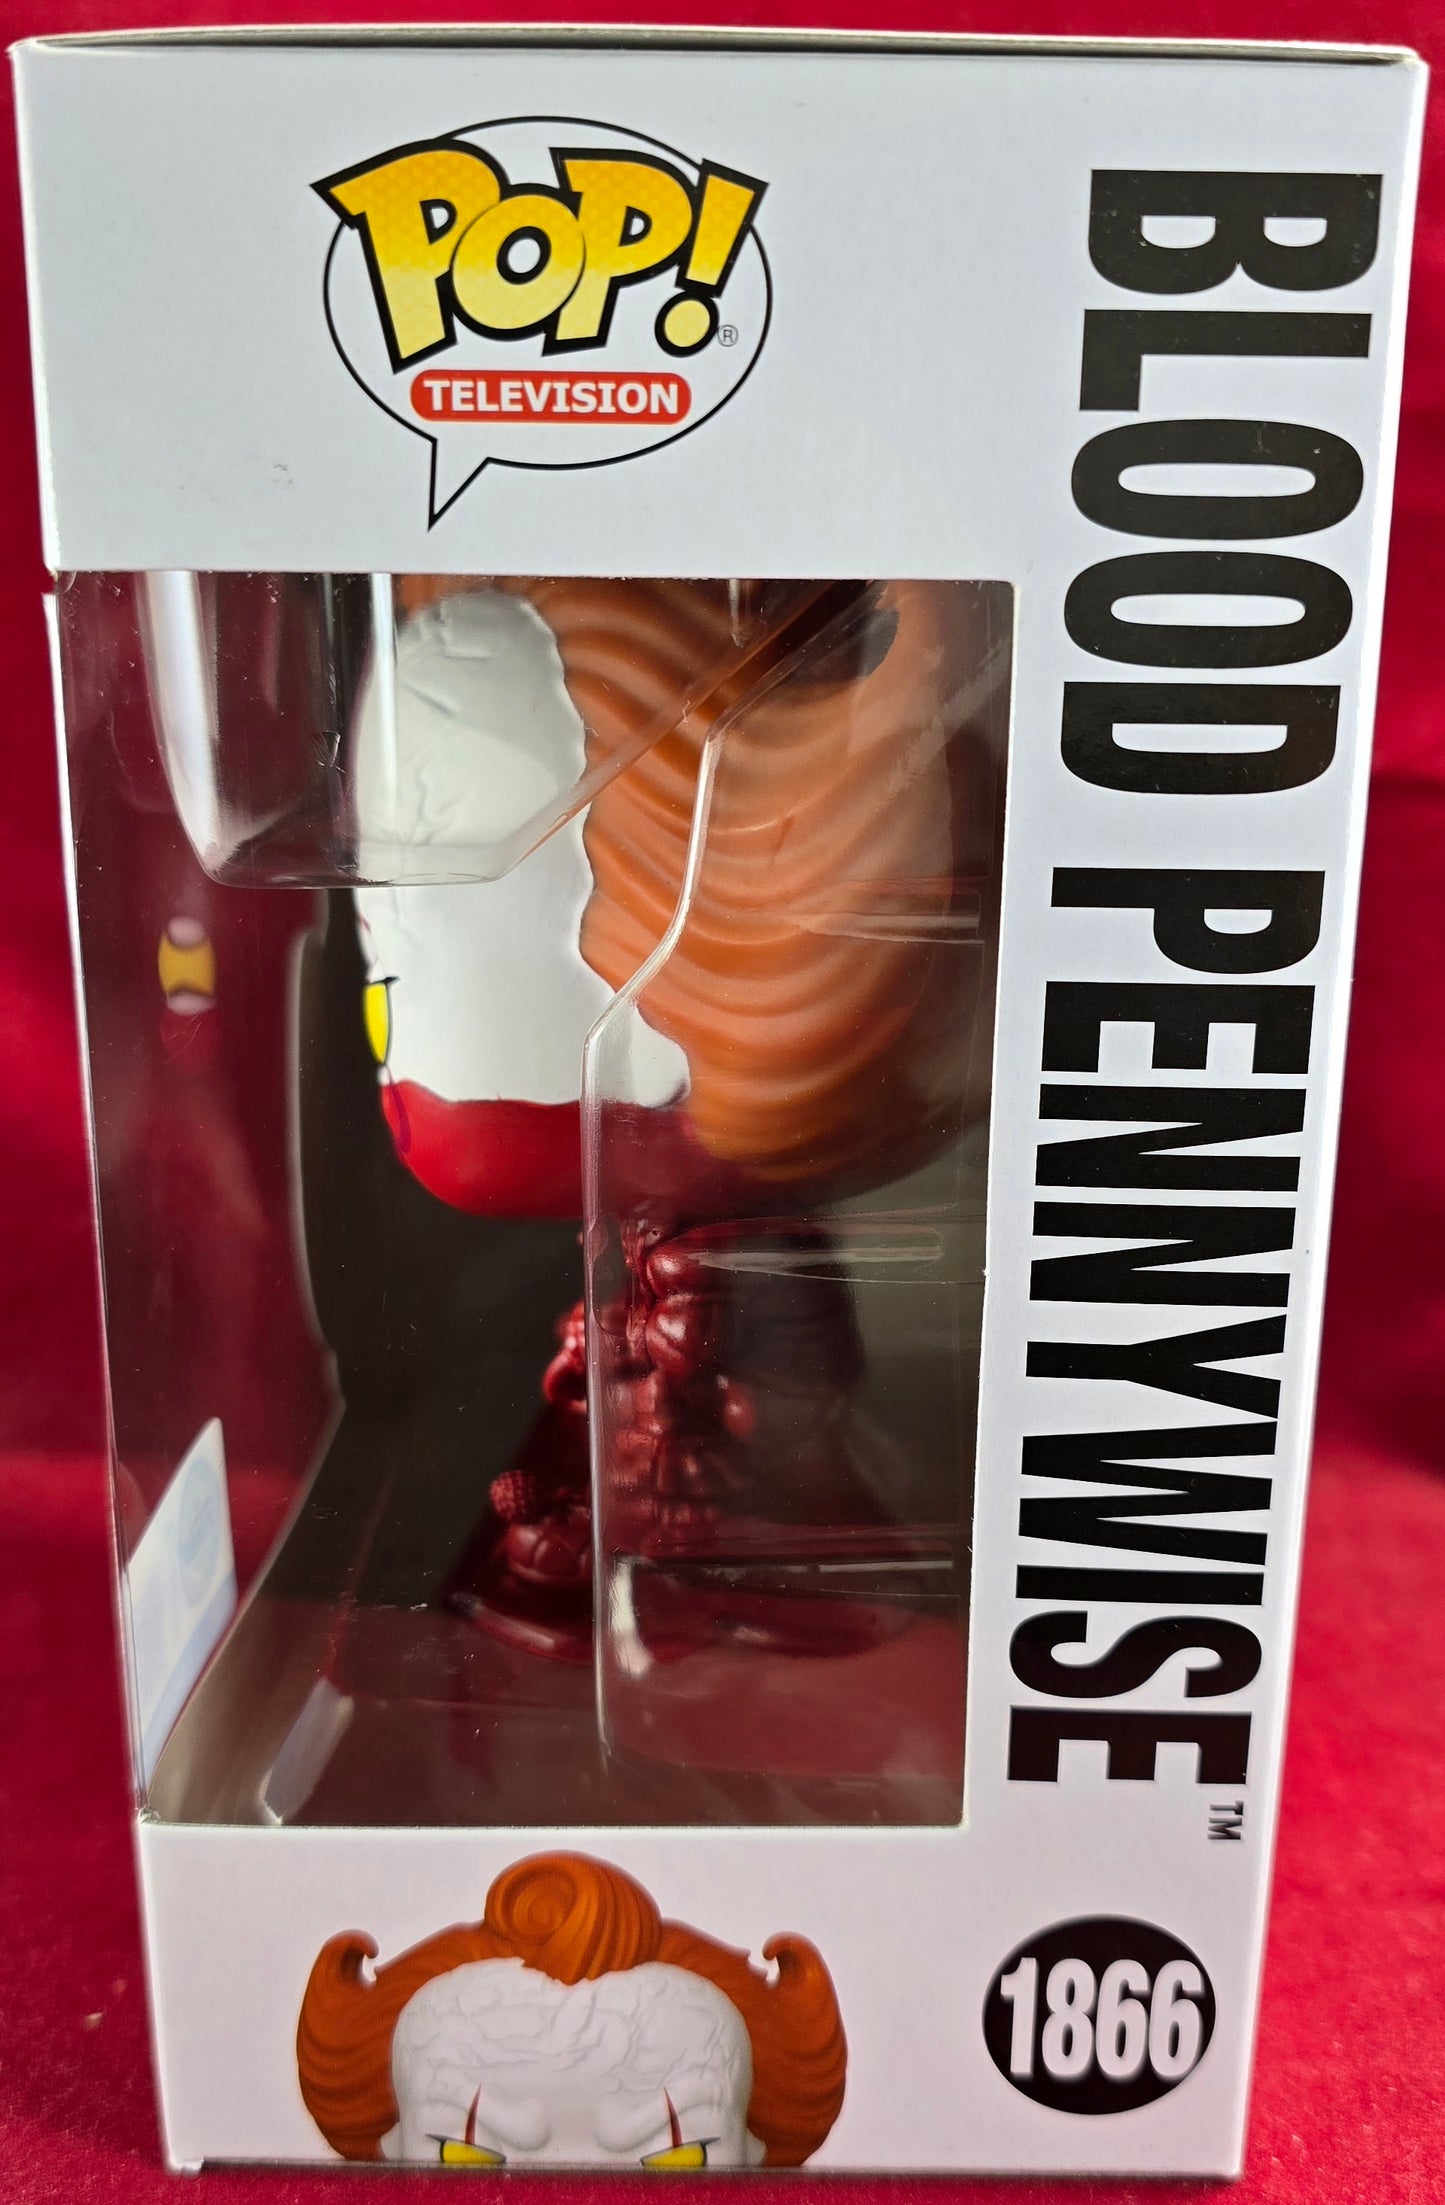 POP!®
TELEVISION
BLOOD PENNYWISE™
1866